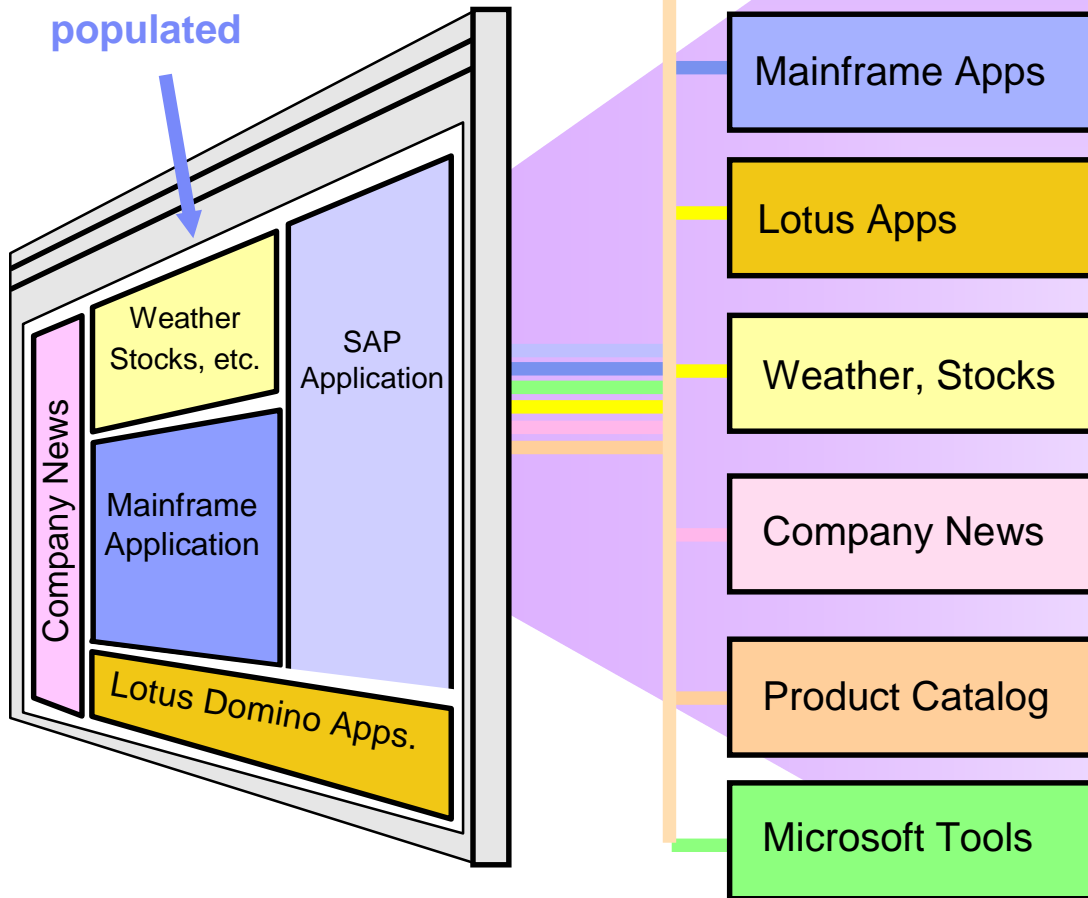 populated
Weather
Stocks, etc.
SAP
Application
Company News
Mainframe
Application
Lotus Domino Apps.
Mainframe Apps
Lotus Apps
Weather, Stocks
Company News
Product Catalog
Microsoft Tools